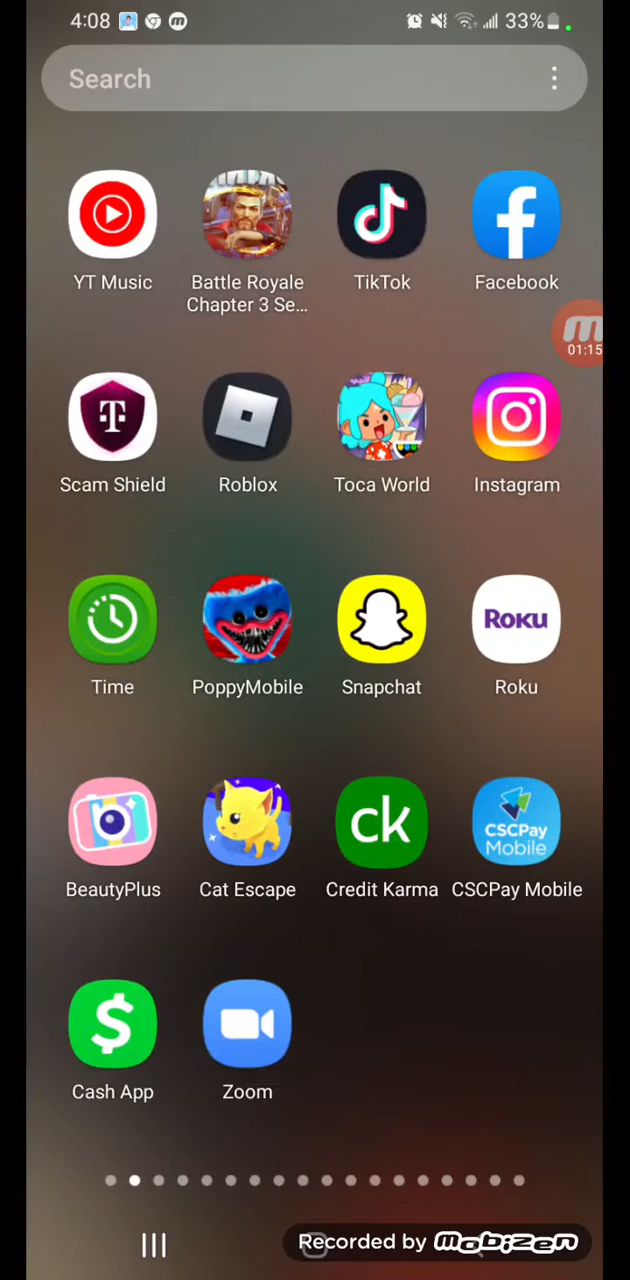 4:08
33%
Search
YT Music
Battle Royale
Chapter 3 Se...
TikTok
Facebook
01:15
Scam Shield
Roblox
Toca World
Instagram
Roku
Time
PoppyMobile
Snapchat
Roku
ck
CSCPay
Mobile
BeautyPlus
Cat Escape
Credit Karma
CSCPay Mobile
Cash App
Zoom
Recorded by mobizen